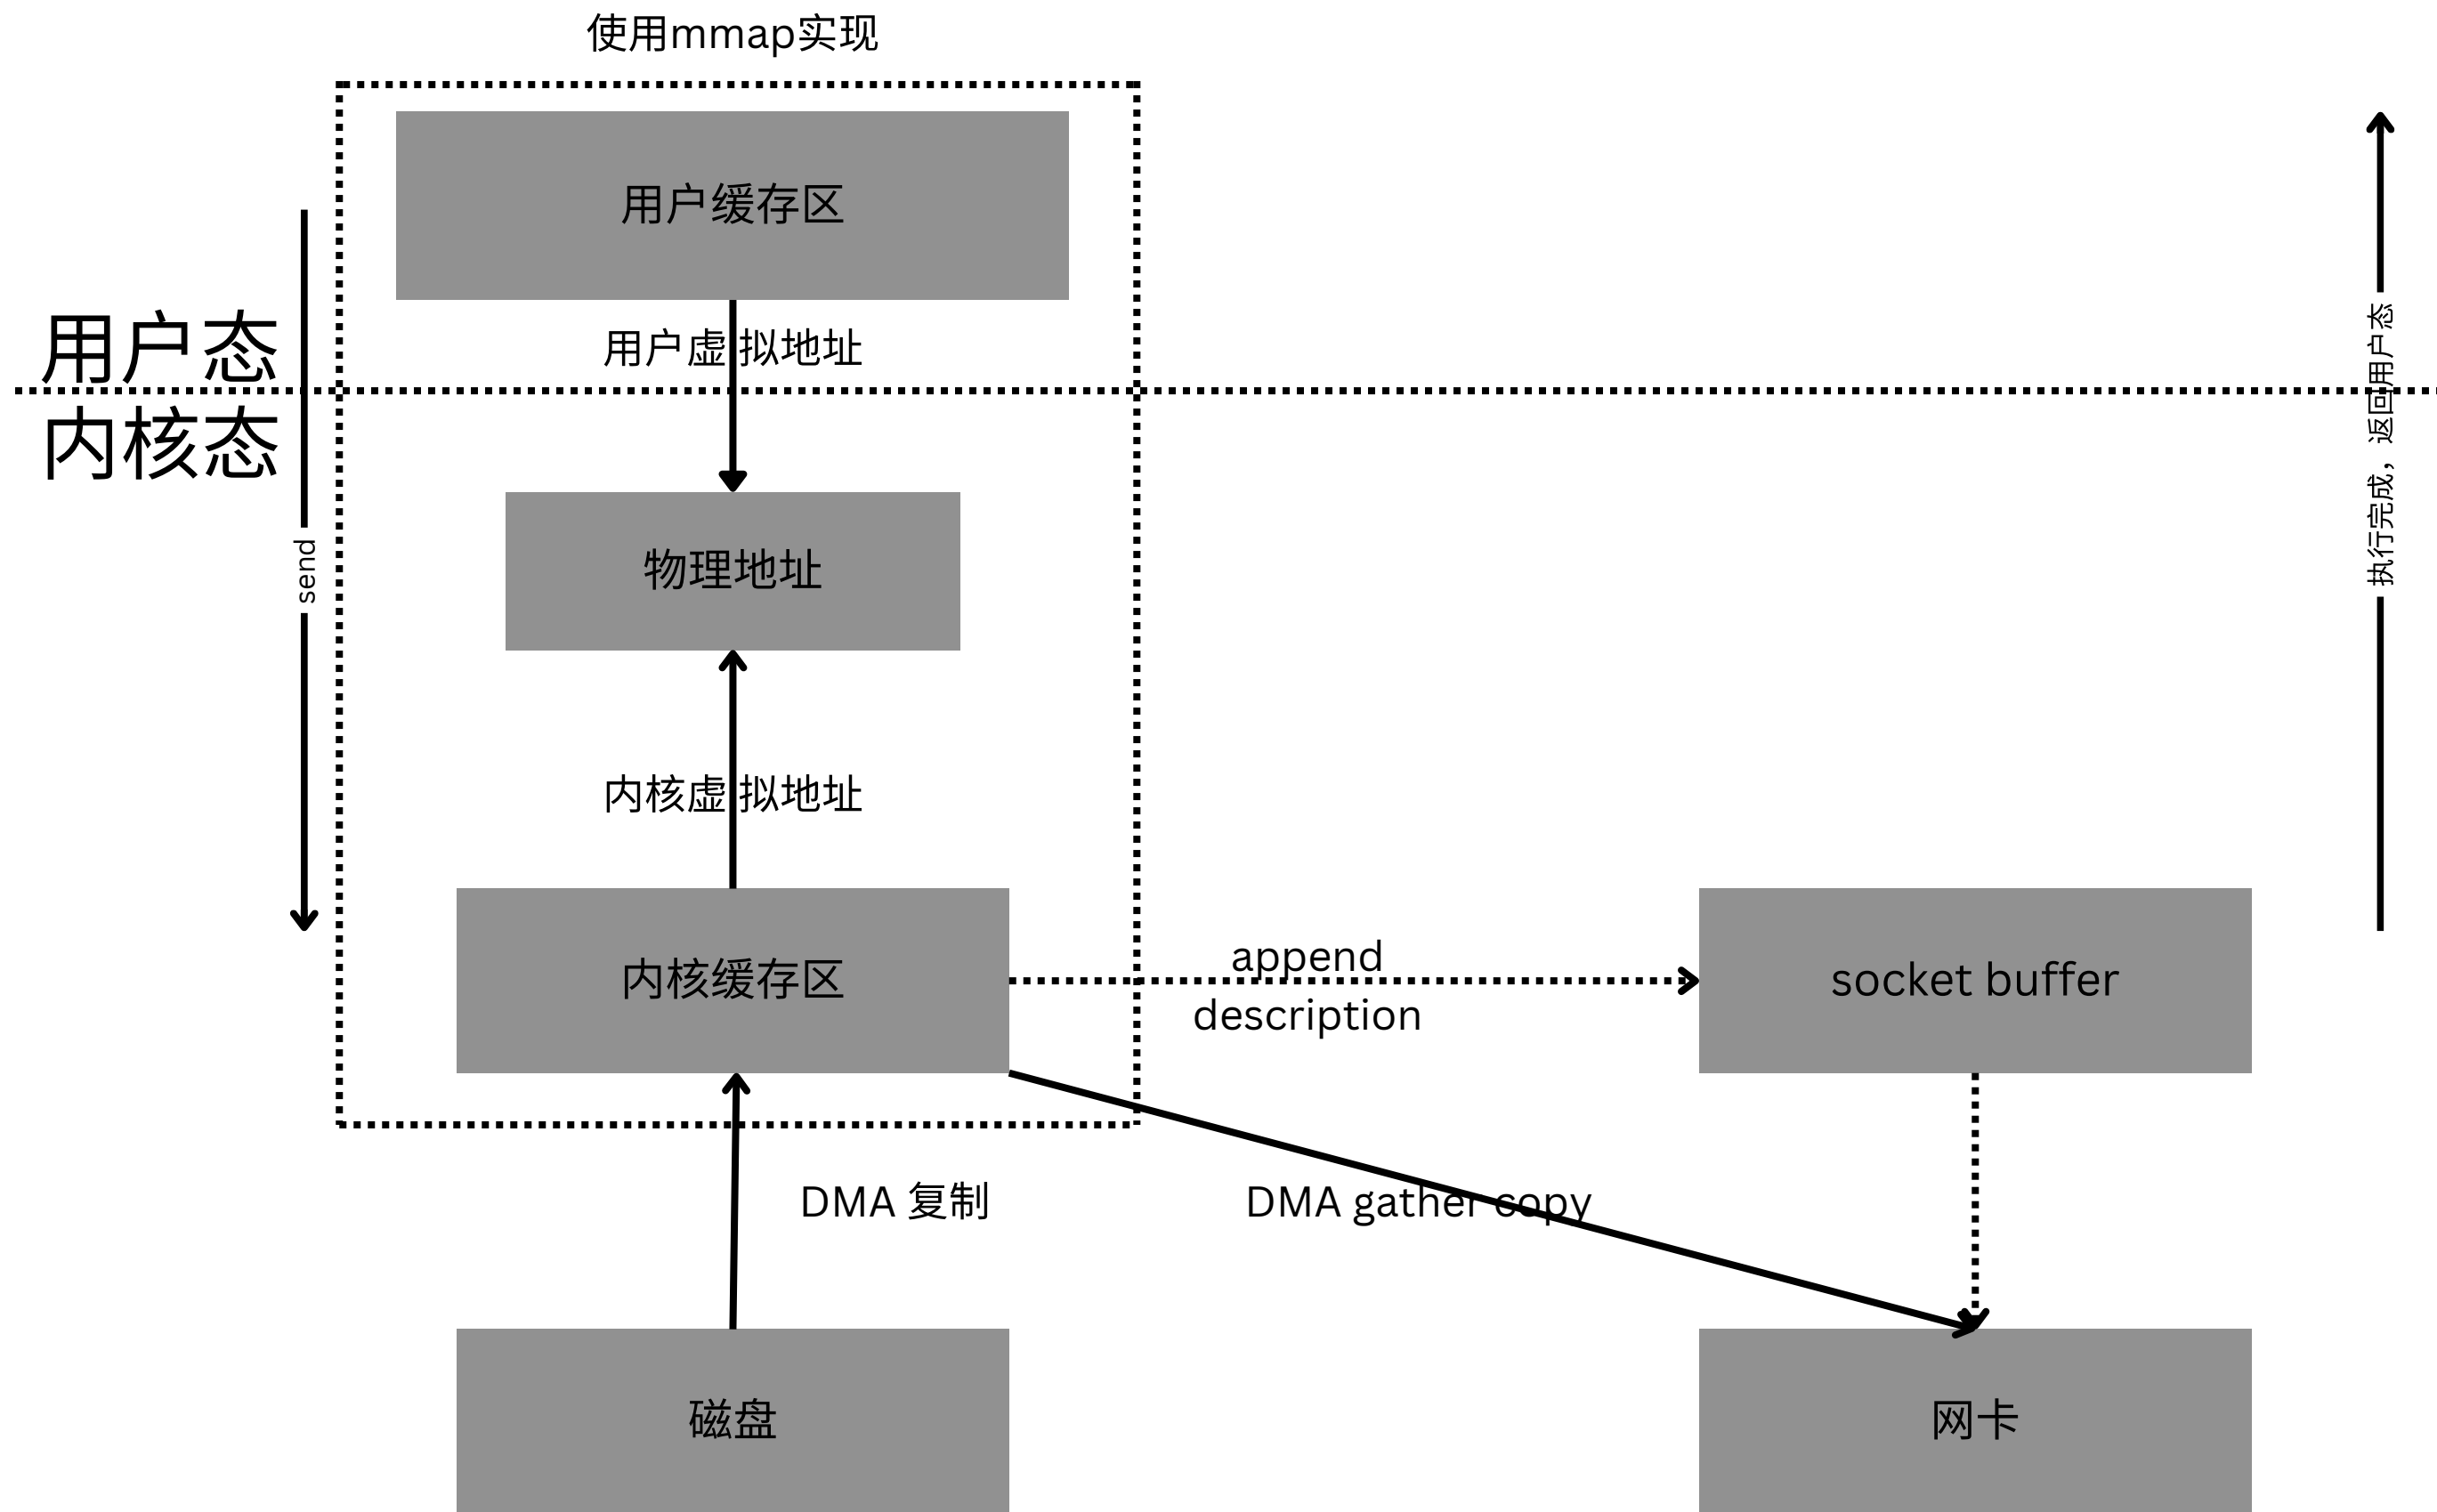 使用mmap实现
用户缓存区
用户态
用户虚拟地址
内核态
send
执行完成，返回用户态
物理地址
内核虚拟地址
内核缓存区
append
description
socket buffer
DMA 复制
DMA gather copy
磁盘
网卡